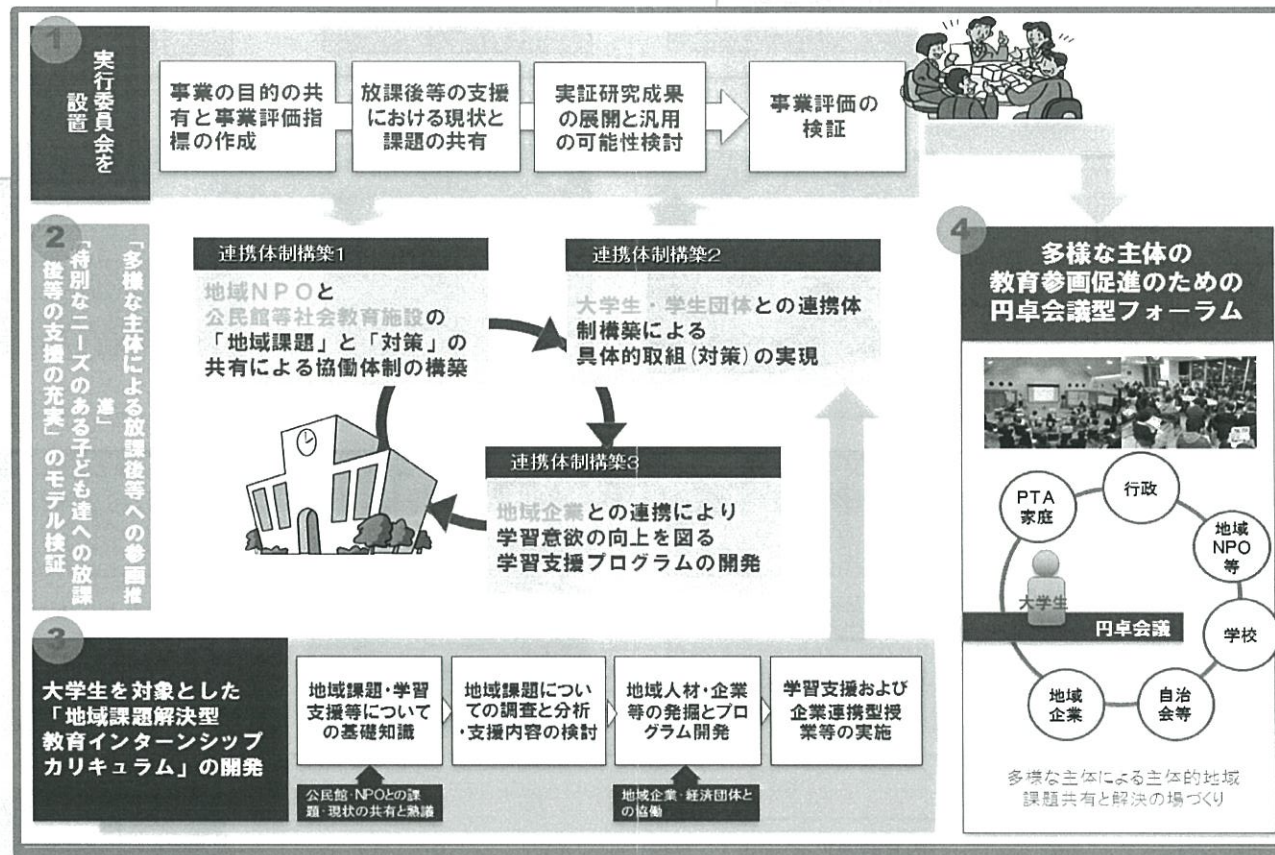 1
実行委員会を
設置
事業の目的の共
有と事業評価指
標の作成
放課後等の支援
における現状と
課題の共有
実証研究成果
の展開と汎用
の可能性検討
事業評価の
検証
2
「多様な主体による放課後等への参画推
進」
「特別なニーズのある子ども達への放課
後等の支援の充実」のモデル検証
連携体制構築1
地域NPOと
公民館等社会教育施設の
「地域課題」と「対策」の
共有による協働体制の構築
連携体制構築2
大学生・学生団体との連携体
制構築による
具体的取組(対策)の実現
連携体制構築3
地域企業との連携により
学習意欲の向上を図る
学習支援プログラムの開発
3
大学生を対象とした
「地域課題解決型
教育インターンシップ
カリキュラム」の開発
地域課題・学習
支援等について
の基礎知識
地域課題につい
ての調査と分析
・支援内容の検討
地域人材・企業
等の発掘とプロ
グラム開発
学習支援および
企業連携型授
業等の実施
公民館・NPOとの課
題・現状の共有と熟議
地域企業・経済団体と
の協働
4
多様な主体の
教育参画促進のための
円卓会議型フォーラム
PTA
家庭
行政
地域
NPO
等
大学生
円卓会議
学校
地域
企業
自治
会等
多様な主体による主体的地域
課題共有と解決の場づくり